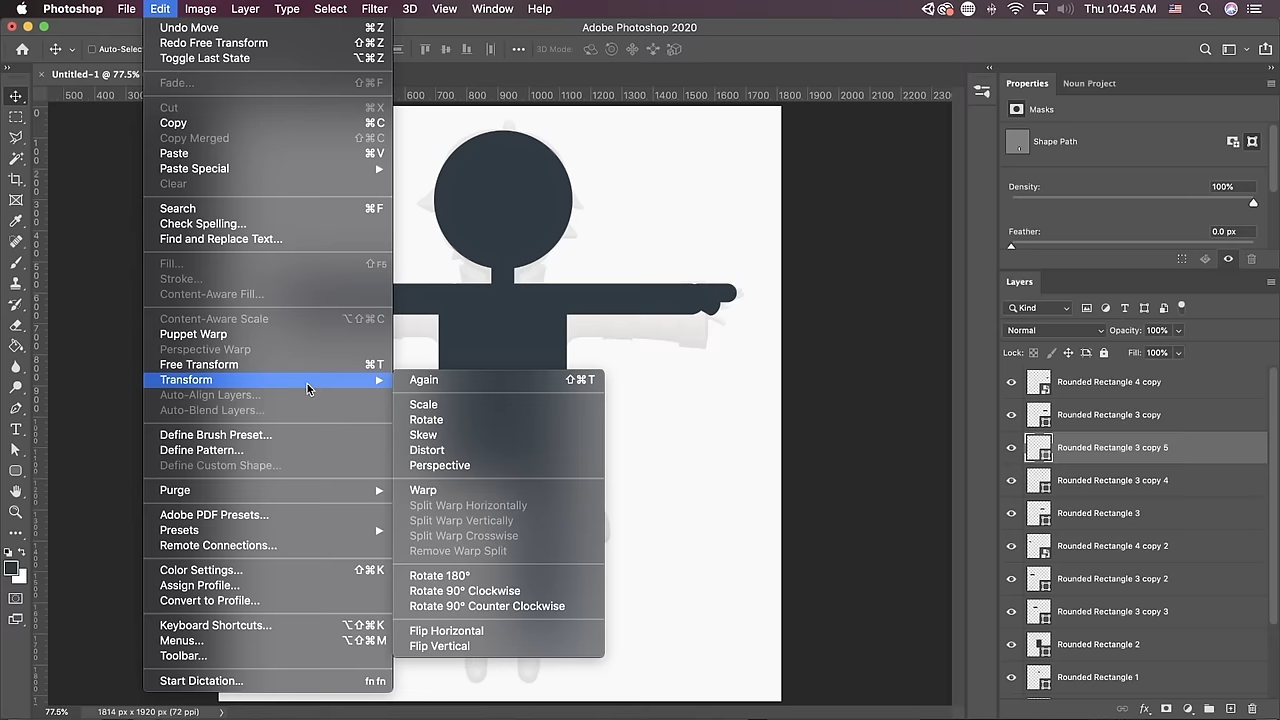 Photoshop File Edit Image Layer Type Select Filter 3D View Window Help Thu 10:45 AM
Adobe Photoshop 2020
Auto-Selec 3D Mode:
Untitled-1 @ 77.5%
500 400 600 700 800 900 1000 1100 1200 1300 1400 1500 1600 1700 1800 1900 2000 2100 2200
Undo Move ⌘Z
Redo Free Transform ⇧⌘Z
Toggle Last State ⌥⌘Z
Fade... ⇧⌘F
Cut ⌘X
Copy ⌘C
Copy Merged ⇧⌘C
Paste ⌘V
Paste Special
Clear
Search ⌘F
Check Spelling...
Find and Replace Text...
Fill... ⇧F5
Stroke...
Content-Aware Fill...
Content-Aware Scale ⌥⇧⌘C
Puppet Warp
Perspective Warp
Free Transform ⌘T
Transform
Auto-Align Layers...
Auto-Blend Layers...
Define Brush Preset...
Define Pattern...
Define Custom Shape...
Purge
Adobe PDF Presets...
Presets
Remote Connections...
Color Settings... ⇧⌘K
Assign Profile...
Convert to Profile...
Keyboard Shortcuts... ⌥⇧⌘K
Menus... ⌥⇧⌘M
Toolbar...
Start Dictation... fn fn
Again ⇧⌘T
Scale
Rotate
Skew
Distort
Perspective
Warp
Split Warp Horizontally
Split Warp Vertically
Split Warp Crosswise
Remove Warp Split
Rotate 180°
Rotate 90° Clockwise
Rotate 90° Counter Clockwise
Flip Horizontal
Flip Vertical
Properties Noun Project
Masks
Shape Path
Density: 100%
Feather: 0.0 px
Layers
Kind
Normal Opacity: 100%
Lock: Fill: 100%
Rounded Rectangle 4 copy
Rounded Rectangle 3 copy
Rounded Rectangle 3 copy 5
Rounded Rectangle 3 copy 4
Rounded Rectangle 3
Rounded Rectangle 4 copy 2
Rounded Rectangle 3 copy 2
Rounded Rectangle 3 copy 3
Rounded Rectangle 2
Rounded Rectangle 1
77.5% 1814 px x 1920 px (72 ppi)